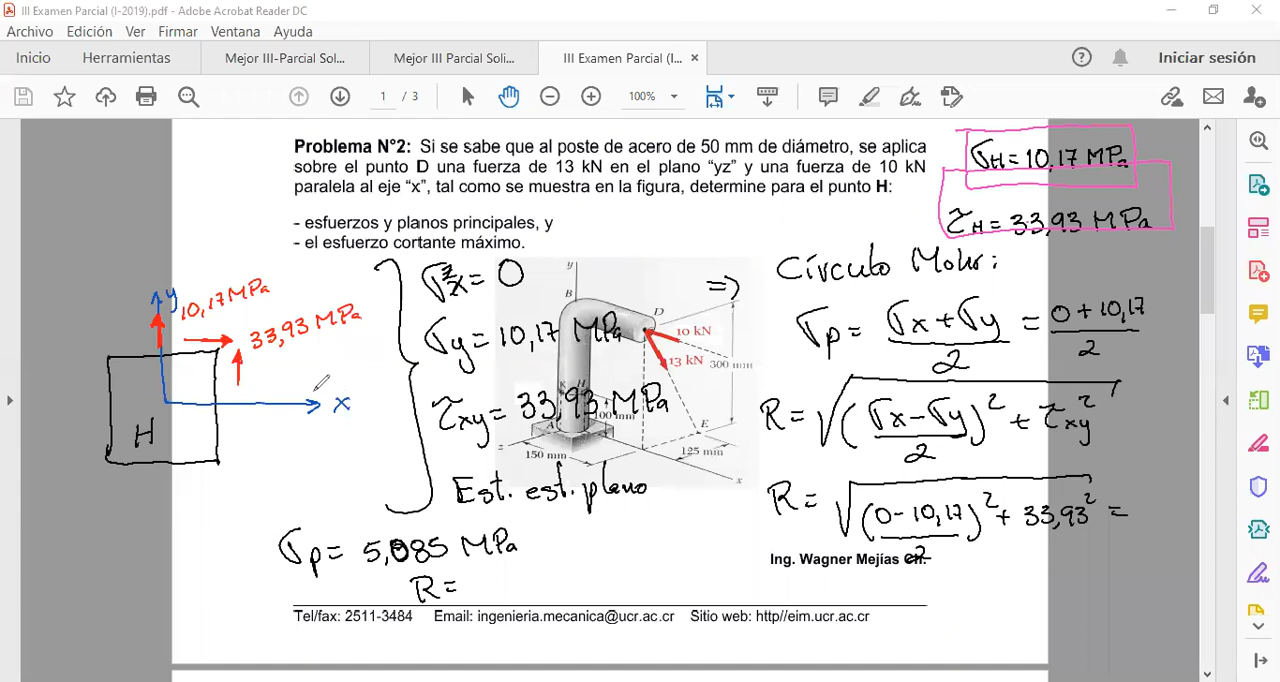 III Examen Parcial (I-2019).pdf - Adobe Acrobat Reader DC
Archivo Edición Ver Firmar Ventana Ayuda
Inicio Herramientas Mejor III-Parcial Sol... Mejor III Parcial Soli... III Examen Parcial (I... × Iniciar sesión
1 / 3 100%
Problema N°2: Si se sabe que al poste de acero de 50 mm de diámetro, se aplica
sobre el punto D una fuerza de 13 kN en el plano “yz” y una fuerza de 10 kN
paralela al eje “x”, tal como se muestra en la figura, determine para el punto H:
- esfuerzos y planos principales, y
- el esfuerzo cortante máximo.
σH = 10,17 MPa
τH = 33,93 MPa
y
10,17 MPa
33,93 MPa
x
H
σx = 0
σy = 10,17 MPa
τxy = 33,93 MPa
Est. esf. plano
y
B
D
10 kN
13 kN
300 mm
K
H
100 mm
A
E
z
150 mm
125 mm
x
=>
Círculo Mohr:
σp = σx + σy / 2 = 0 + 10,17 / 2
R = √(σx - σy / 2)² + τxy²
R = √(0 - 10,17 / 2)² + 33,93² =
σp = 5,085 MPa
R =
Ing. Wagner Mejías Ch.
Tel/fax: 2511-3484 Email: ingenieria.mecanica@ucr.ac.cr Sitio web: http//eim.ucr.ac.cr